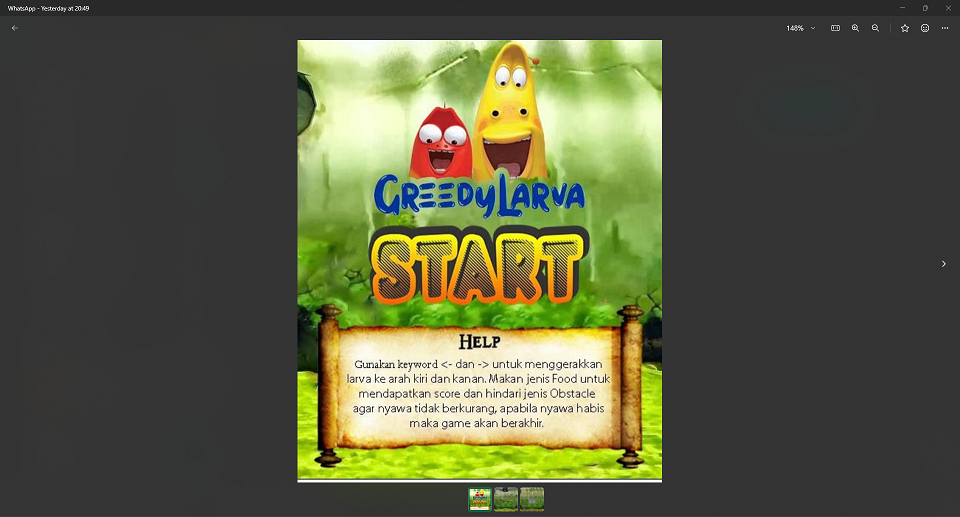 WhatsApp - Yesterday at 20:49
148%
GREEDY LARVA
START
HELP
Gunakan keyword <- dan -> untuk menggerakkan
larva ke arah kiri dan kanan. Makan jenis Food untuk
mendapatkan score dan hindari jenis Obstacle
agar nyawa tidak berkurang, apabila nyawa habis
maka game akan berakhir.